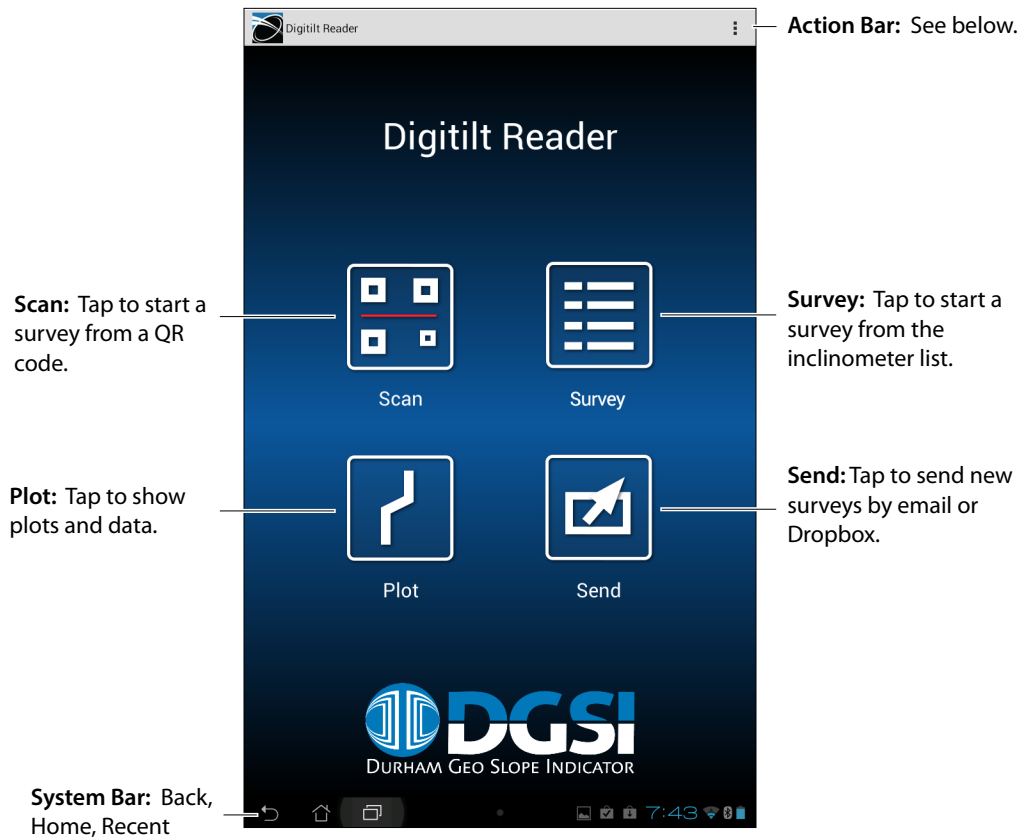 Digitilt Reader
Action Bar: See below.
Digitilt Reader
Scan: Tap to start a
survey from a QR
code.
Survey: Tap to start a
survey from the
inclinometer list.
Scan
Survey
Plot: Tap to show
plots and data.
Send: Tap to send new
surveys by email or
Dropbox.
Plot
Send
DGSI
DURHAM GEO SLOPE INDICATOR
System Bar: Back,
Home, Recent
7:43